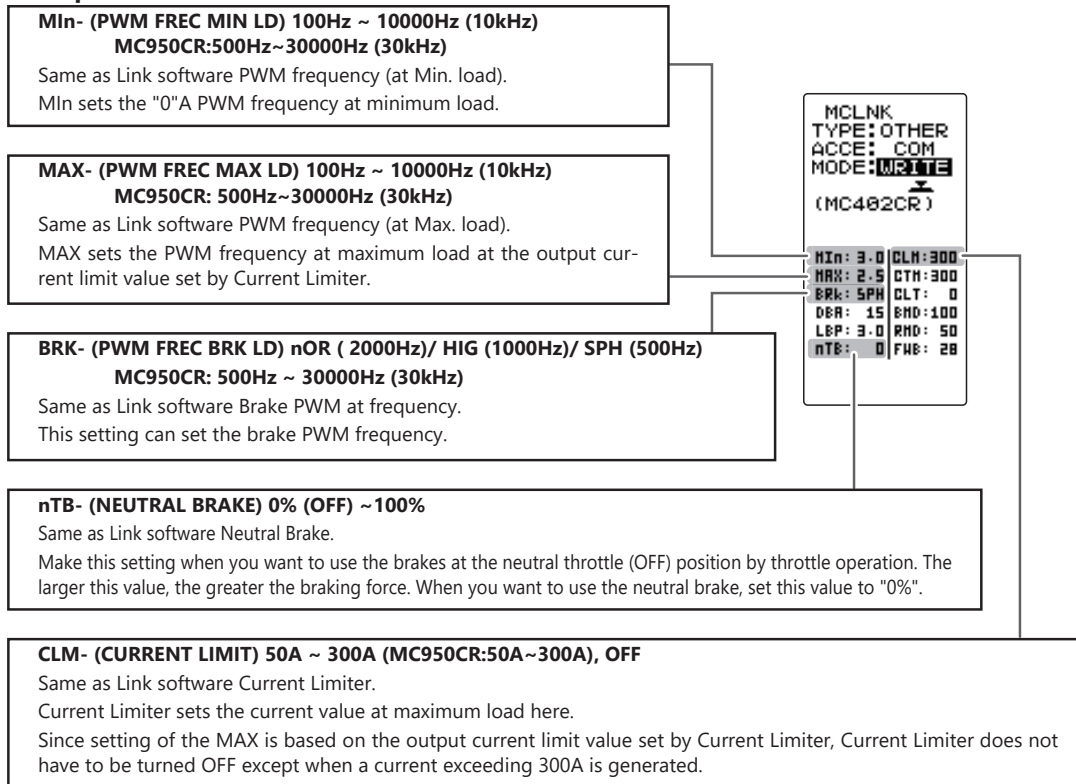 MIn- (PWM FREC MIN LD) 100Hz ~ 10000Hz (10kHz)
MC950CR:500Hz~30000Hz (30kHz)
Same as Link software PWM frequency (at Min. load).
MIn sets the "0"A PWM frequency at minimum load.
MAX- (PWM FREC MAX LD) 100Hz ~ 10000Hz (10kHz)
MC950CR: 500Hz~30000Hz (30kHz)
Same as Link software PWM frequency (at Max. load).
MAX sets the PWM frequency at maximum load at the output cur-
rent limit value set by Current Limiter.
BRK- (PWM FREC BRK LD) nOR ( 2000Hz)/ HIG (1000Hz)/ SPH (500Hz)
MC950CR: 500Hz ~ 30000Hz (30kHz)
Same as Link software Brake PWM at frequency.
This setting can set the brake PWM frequency.
MCLNK
TYPE:OTHER
ACCE: COM
MODE:WRITE
(MC402CR)
MIn: 3.0 CLM:300
MAX: 2.5 CTM:300
BRk: SPH CLT: 0
DBA: 15 BMD:100
LBP: 3.0 RMD: 50
nTB: 0 FWB: 28
nTB- (NEUTRAL BRAKE) 0% (OFF) ~100%
Same as Link software Neutral Brake.
Make this setting when you want to use the brakes at the neutral throttle (OFF) position by throttle operation. The
larger this value, the greater the braking force. When you want to use the neutral brake, set this value to "0%".
CLM- (CURRENT LIMIT) 50A ~ 300A (MC950CR:50A~300A), OFF
Same as Link software Current Limiter.
Current Limiter sets the current value at maximum load here.
Since setting of the MAX is based on the output current limit value set by Current Limiter, Current Limiter does not
have to be turned OFF except when a current exceeding 300A is generated.